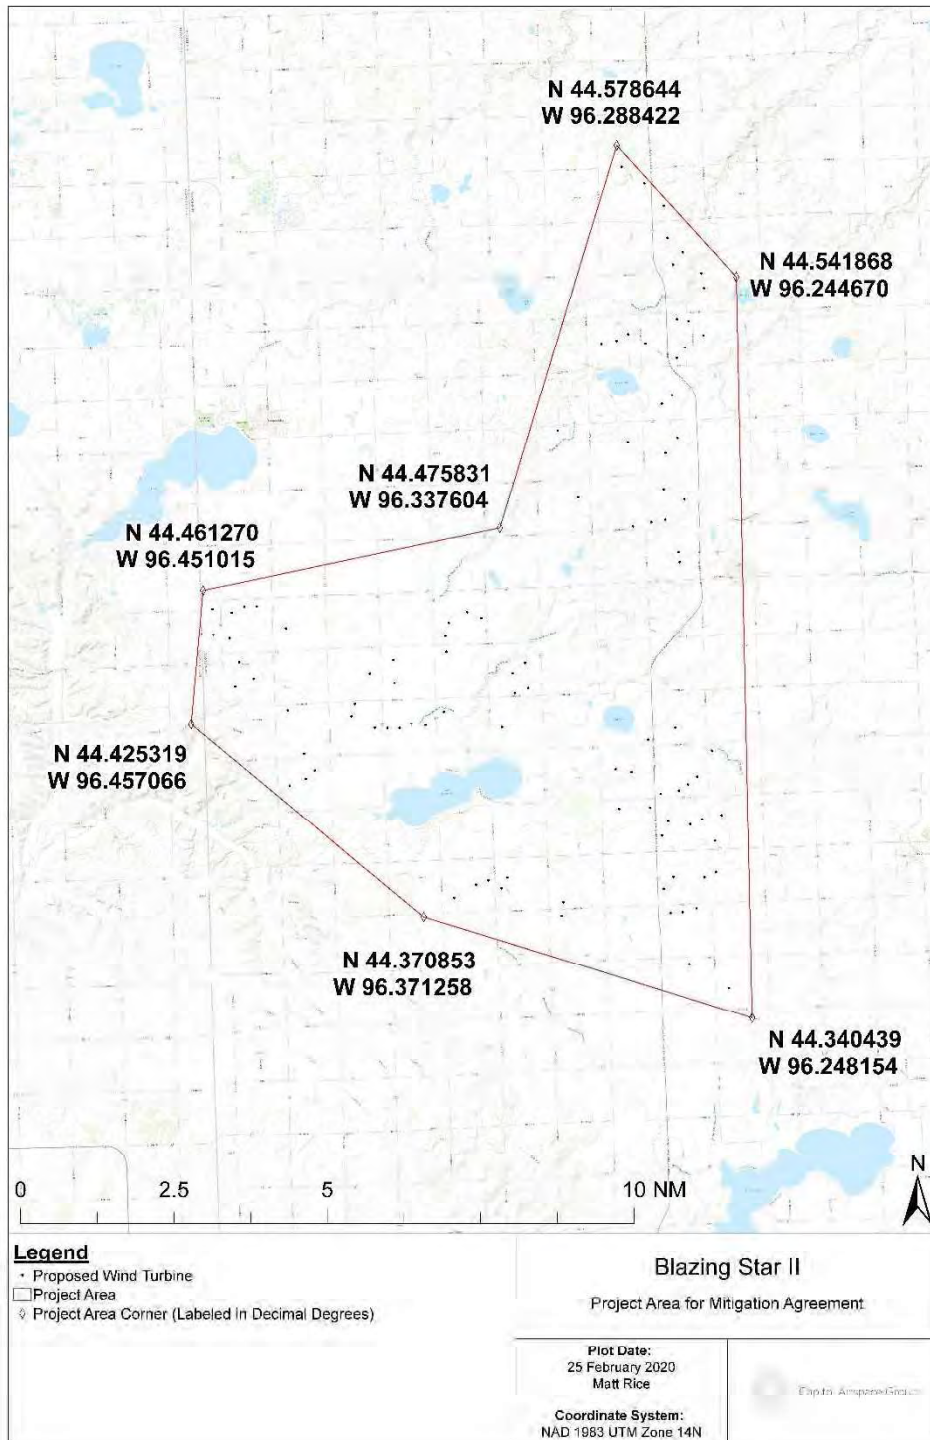 N 44.578644
W 96.288422
N 44.541868
W 96.244670
N 44.475831
W 96.337604
N 44.461270
W 96.451015
N 44.425319
W 96.457066
N 44.370853
W 96.371258
N 44.340439
W 96.248154
0 2.5 5 10 NM
N
Legend
Proposed Wind Turbine
Project Area
Project Area Corner (Labeled In Decimal Degrees)
Blazing Star II
Project Area for Mitigation Agreement
Plot Date:
25 February 2020
Matt Rice
Coordinate System:
NAD 1983 UTM Zone 14N